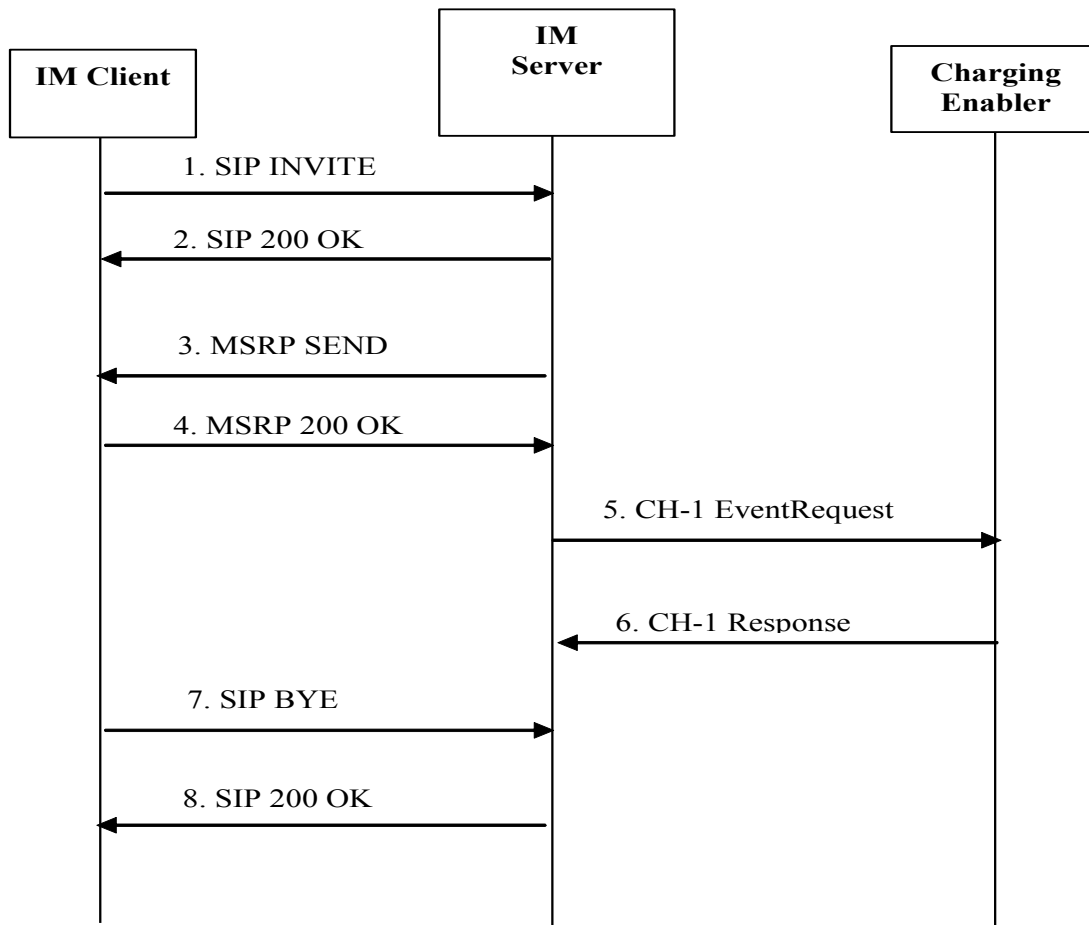 IM Client
IM
Server
Charging
Enabler
1. SIP INVITE
2. SIP 200 OK
3. MSRP SEND
4. MSRP 200 OK
5. CH-1 EventRequest
6. CH-1 Response
7. SIP BYE
8. SIP 200 OK